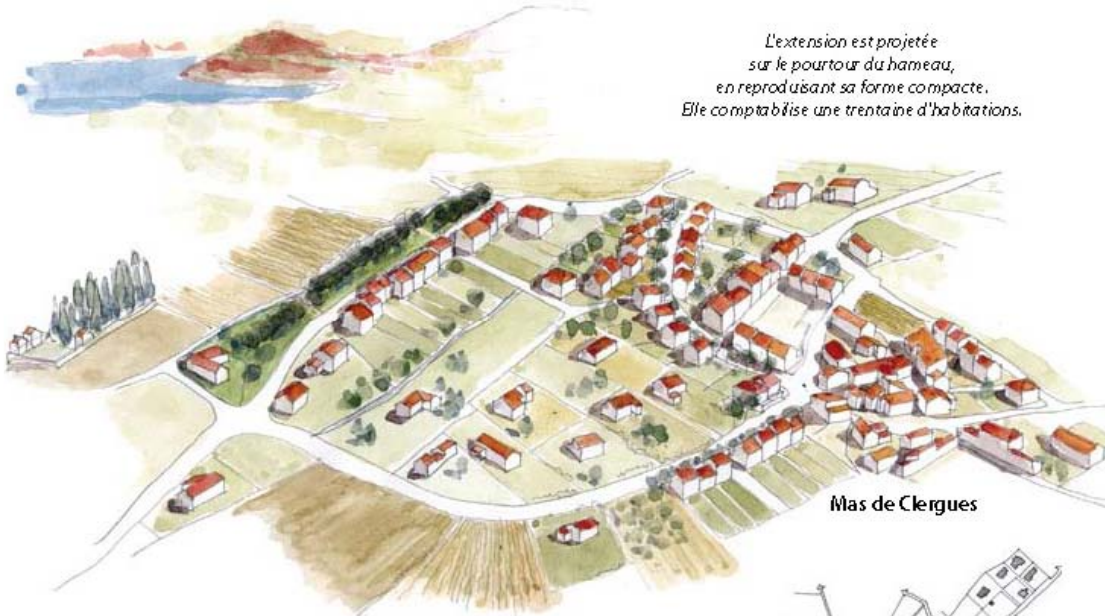 L'extension est projetée
sur le pourtour du hameau,
en reproduisant sa forme compacte.
Elle comptabilise une trentaine d'habitations.
Mas de Clergues